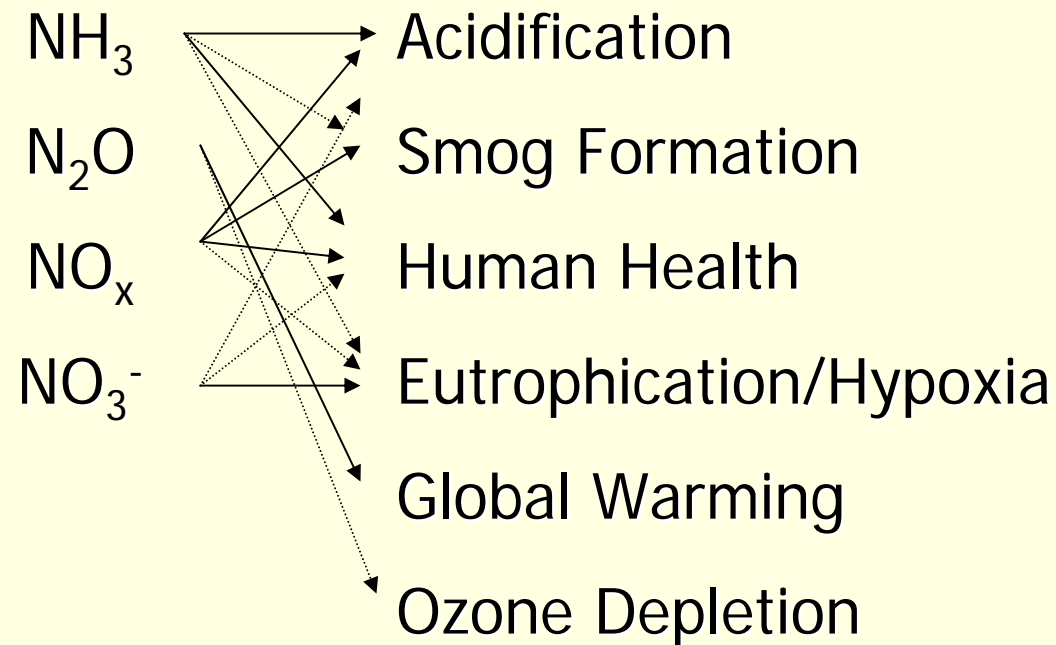 NH₃ Acidification
N₂O Smog Formation
NOₓ Human Health
NO₃⁻ Eutrophication/Hypoxia
Global Warming
Ozone Depletion